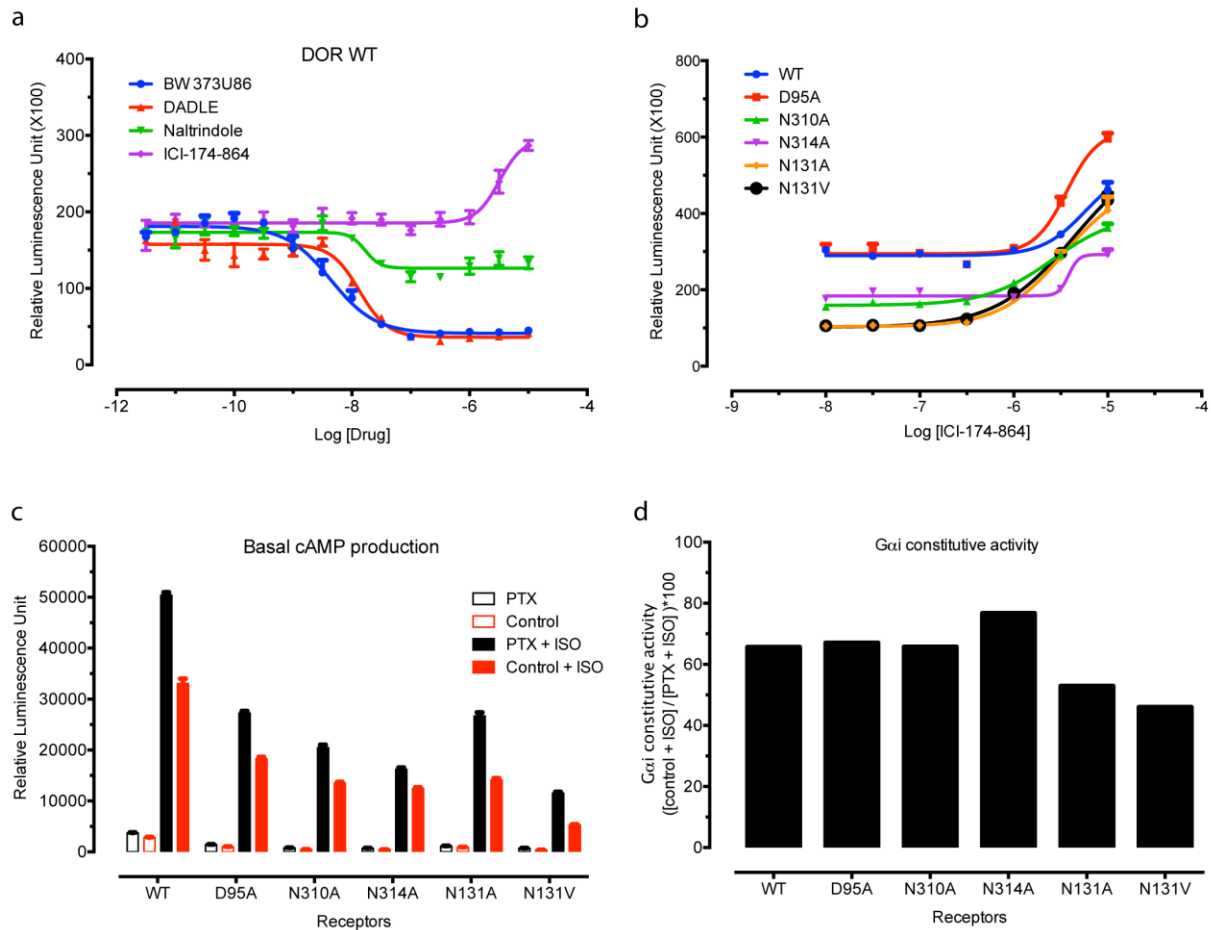 a
DOR WT
BW 373U86
DADLE
Naltrindole
ICI-174-864
Relative Luminescence Unit (X100)
400
300
200
100
0
-12
-10
-8
-6
-4
Log [Drug]
b
WT
D95A
N310A
N314A
N131A
N131V
Relative Luminescence Unit (X100)
800
600
400
200
0
-9
-8
-7
-6
-5
-4
Log [ICI-174-864]
c
Basal cAMP production
PTX
Control
PTX + ISO
Control + ISO
Relative Luminescence Unit
60000
50000
40000
30000
20000
10000
0
WT
D95A
N310A
N314A
N131A
N131V
Receptors
d
Gαi constitutive activity
Gαi constitutive activity
([control + ISO] / [PTX + ISO] )*100
100
80
60
40
20
0
WT
D95A
N310A
N314A
N131A
N131V
Receptors